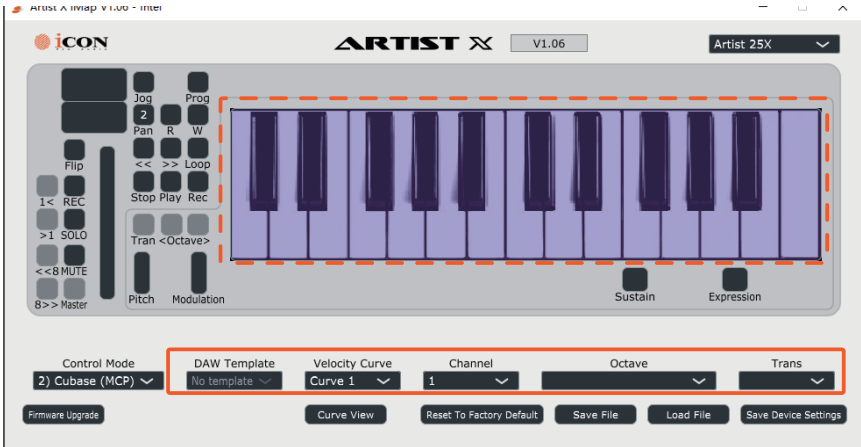 Artist X iMap V1.06 - Intel
iCON
ARTIST X
V1.06
Artist 25X
Jog
Prog
2
Pan
R
W
Flip
<<
>>
Loop
1<
REC
Stop
Play
Rec
>1
SOLO
Tran
<Octave>
<<8
MUTE
8>>
Master
Pitch
Modulation
Sustain
Expression
Control Mode
DAW Template
Velocity Curve
Channel
Octave
Trans
2) Cubase (MCP)
No template
Curve 1
1
Firmware Upgrade
Curve View
Reset To Factory Default
Save File
Load File
Save Device Settings